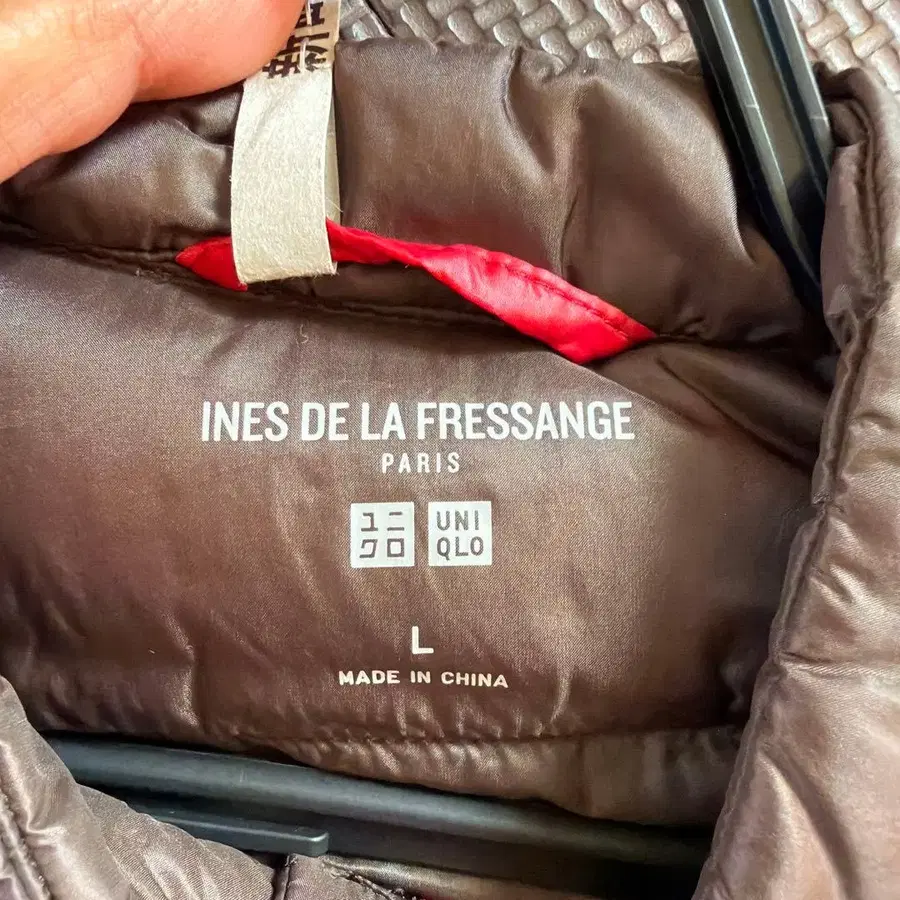 INES DE LA FRESSANGE
PARIS
ユニ
クロ
UNI
QLO
L
MADE IN CHINA